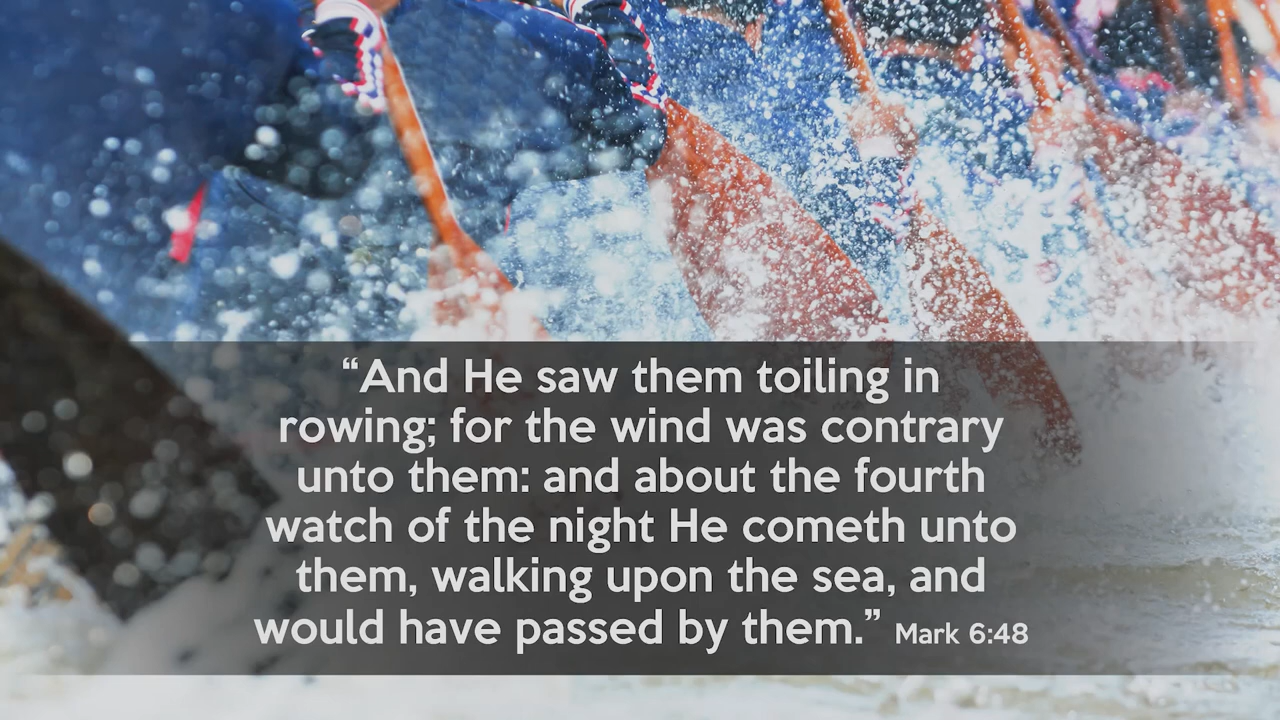 “And He saw them toiling in
rowing; for the wind was contrary
unto them: and about the fourth
watch of the night He cometh unto
them, walking upon the sea, and
would have passed by them.” Mark 6:48